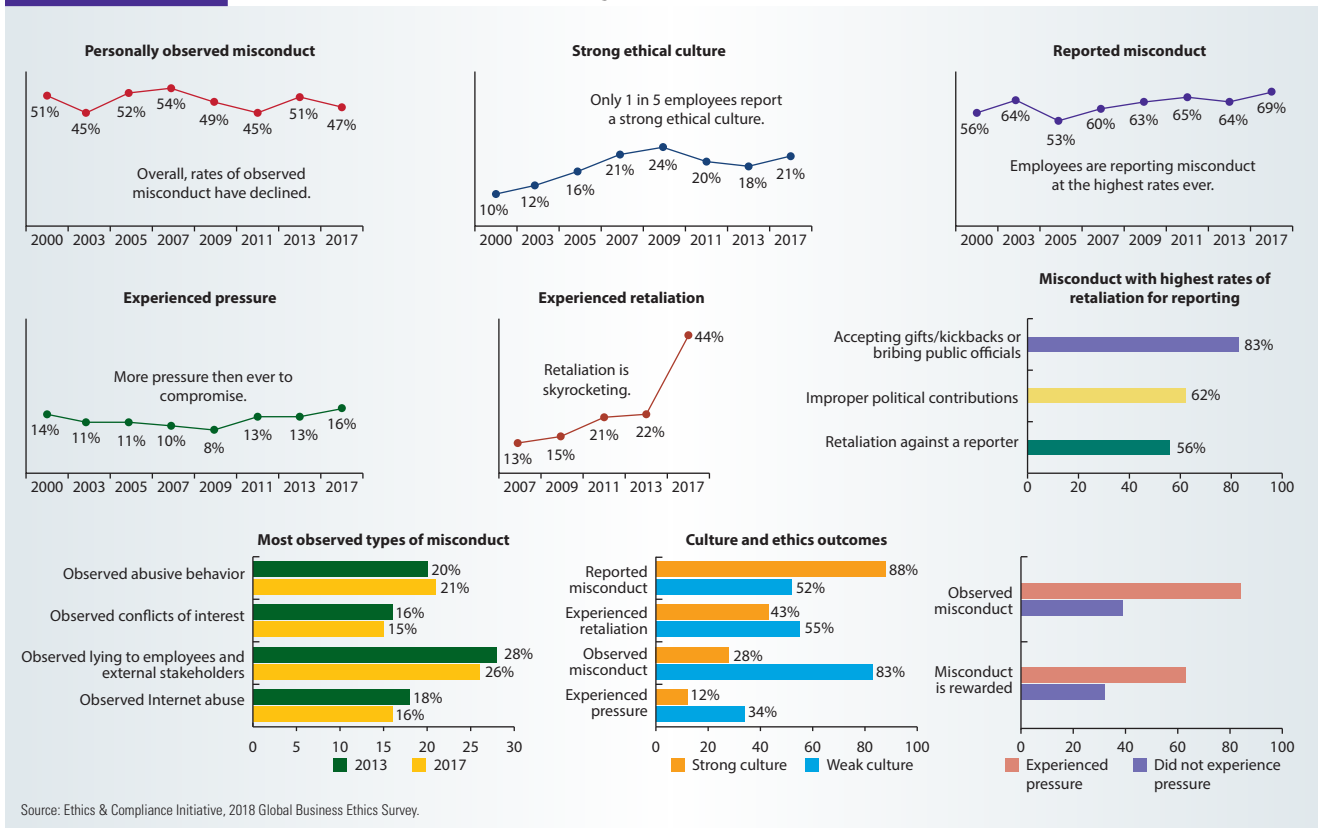 Personally observed misconduct
51%
45%
52%
54%
49%
45%
51%
47%
Overall, rates of observed
misconduct have declined.
2000 2003 2005 2007 2009 2011 2013 2017
Strong ethical culture
Only 1 in 5 employees report
a strong ethical culture.
10%
12%
16%
21%
24%
20%
18%
21%
2000 2003 2005 2007 2009 2011 2013 2017
Reported misconduct
56%
64%
53%
60%
63%
65%
64%
69%
Employees are reporting misconduct
at the highest rates ever.
2000 2003 2005 2007 2009 2011 2013 2017
Experienced pressure
More pressure then ever to
compromise.
14%
11%
11%
10%
8%
13%
13%
16%
2000 2003 2005 2007 2009 2011 2013 2017
Experienced retaliation
Retaliation is
skyrocketing.
13%
15%
21%
22%
44%
2007 2009 2011 2013 2017
Misconduct with highest rates of
retaliation for reporting
Accepting gifts/kickbacks or
bribing public officials
83%
Improper political contributions
62%
Retaliation against a reporter
56%
0 20 40 60 80 100
Most observed types of misconduct
Observed abusive behavior
20%
21%
Observed conflicts of interest
16%
15%
Observed lying to employees and
external stakeholders
28%
26%
Observed Internet abuse
18%
16%
0 5 10 15 20 25 30
2013 2017
Culture and ethics outcomes
Reported
misconduct
88%
52%
Experienced
retaliation
43%
55%
Observed
misconduct
28%
83%
Experienced
pressure
12%
34%
0 20 40 60 80 100
Strong culture Weak culture
Observed
misconduct
Misconduct
is rewarded
0 20 40 60 80 100
Experienced
pressure
Did not experience
pressure
Source: Ethics & Compliance Initiative, 2018 Global Business Ethics Survey.